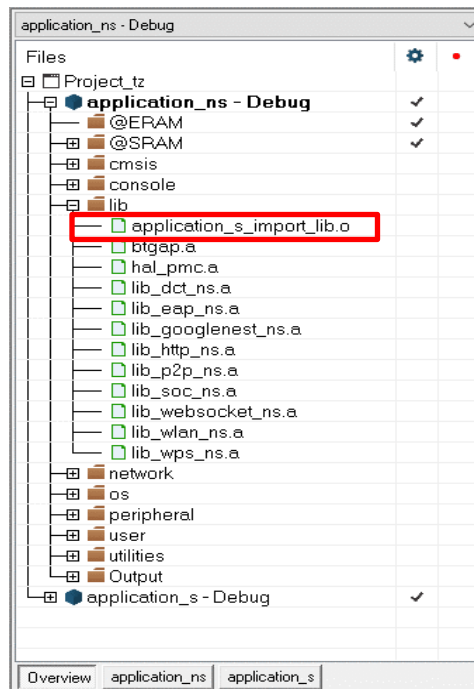 application_ns - Debug
Files
Project_tz
application_ns - Debug
@ERAM
@SRAM
cmsis
console
lib
application_s_import_lib.o
btgap.a
hal_pmc.a
lib_dct_ns.a
lib_eap_ns.a
lib_googlenest_ns.a
lib_http_ns.a
lib_p2p_ns.a
lib_soc_ns.a
lib_websocket_ns.a
lib_wlan_ns.a
lib_wps_ns.a
network
os
peripheral
user
utilities
Output
application_s - Debug
Overview application_ns application_s